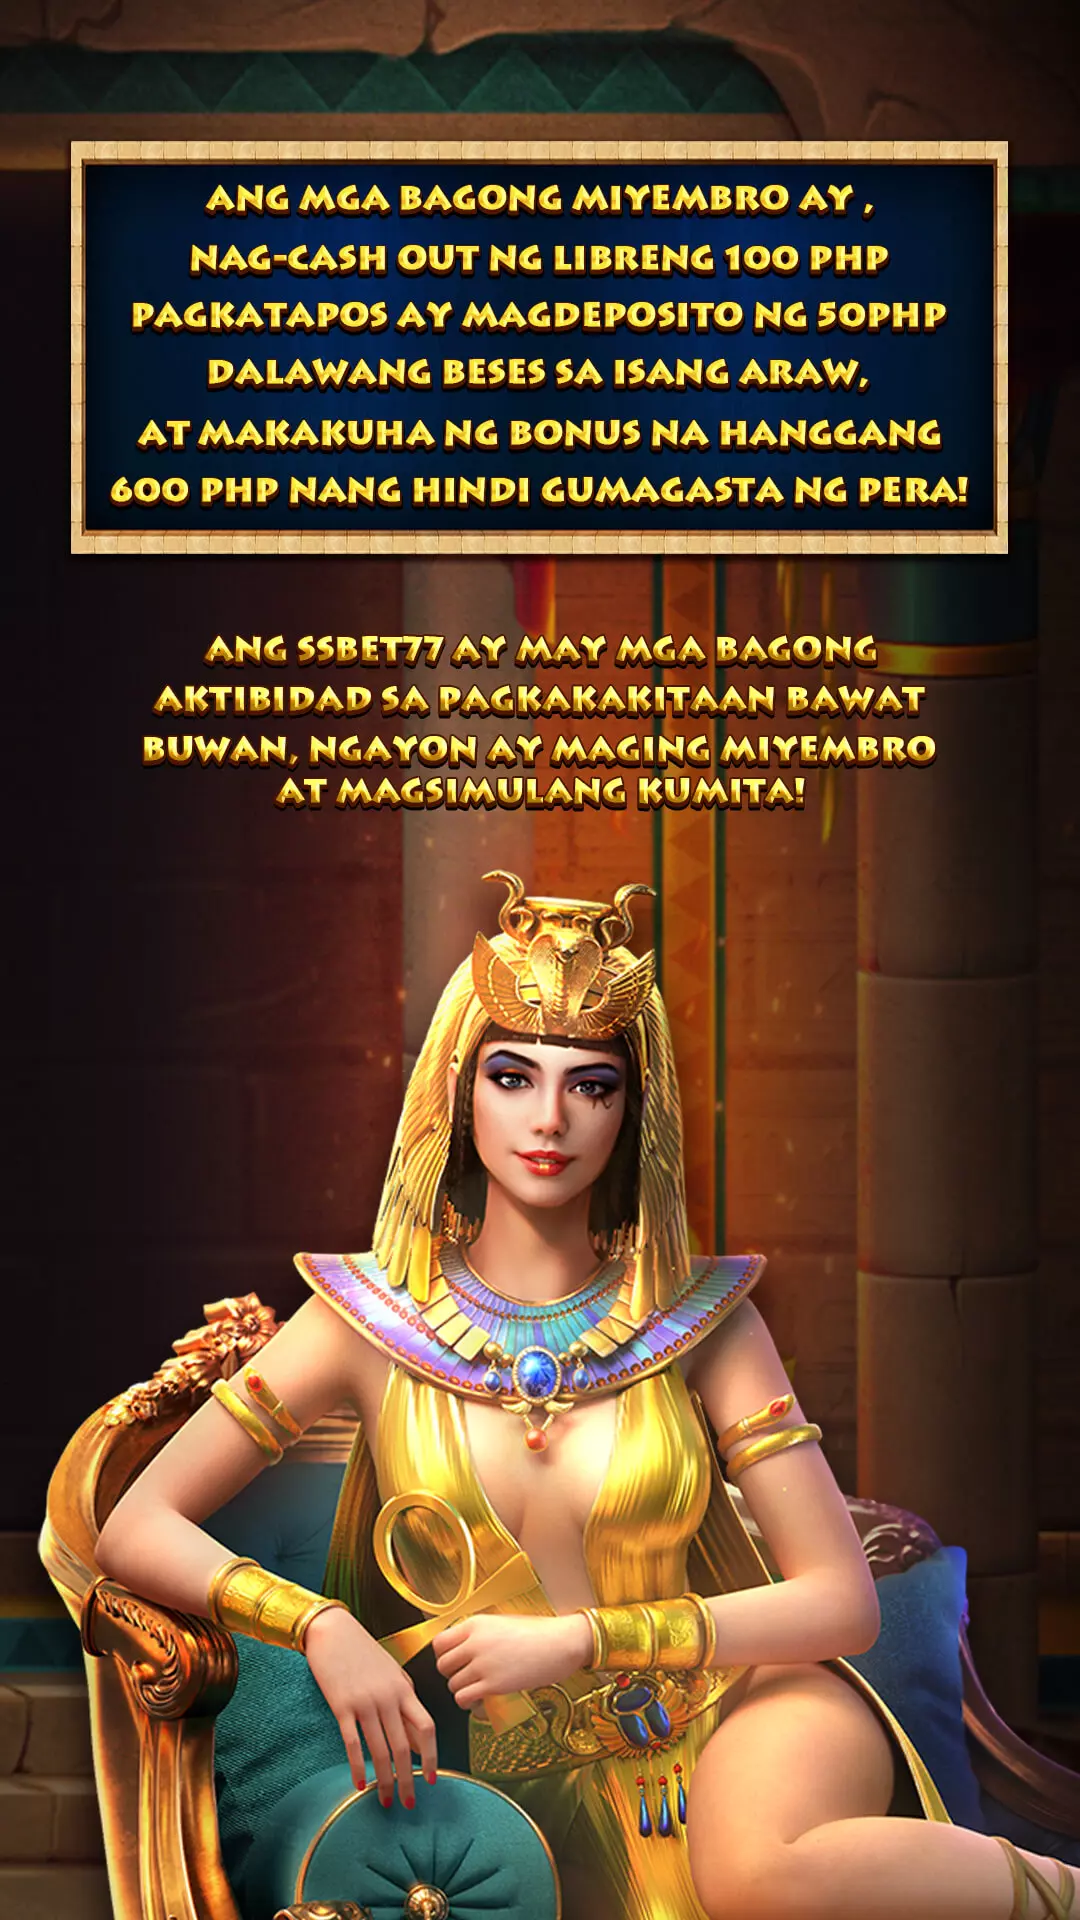 ANG MGA BAGONG MIYEMBRO AY ,
NAG-CASH OUT NG LIBRENG 100 PHP
PAGKATAPOS AY MAGDEPOSITO NG 50PHP
DALAWANG BESES SA ISANG ARAW,
AT MAKAKUHA NG BONUS NA HANGGANG
600 PHP NANG HINDI GUMAGASTA NG PERA!
ANG SSBET77 AY MAY MGA BAGONG
AKTIBIDAD SA PAGKAKAKITAAN BAWAT
BUWAN, NGAYON AY MAGING MIYEMBRO
AT MAGSIMULANG KUMITA!